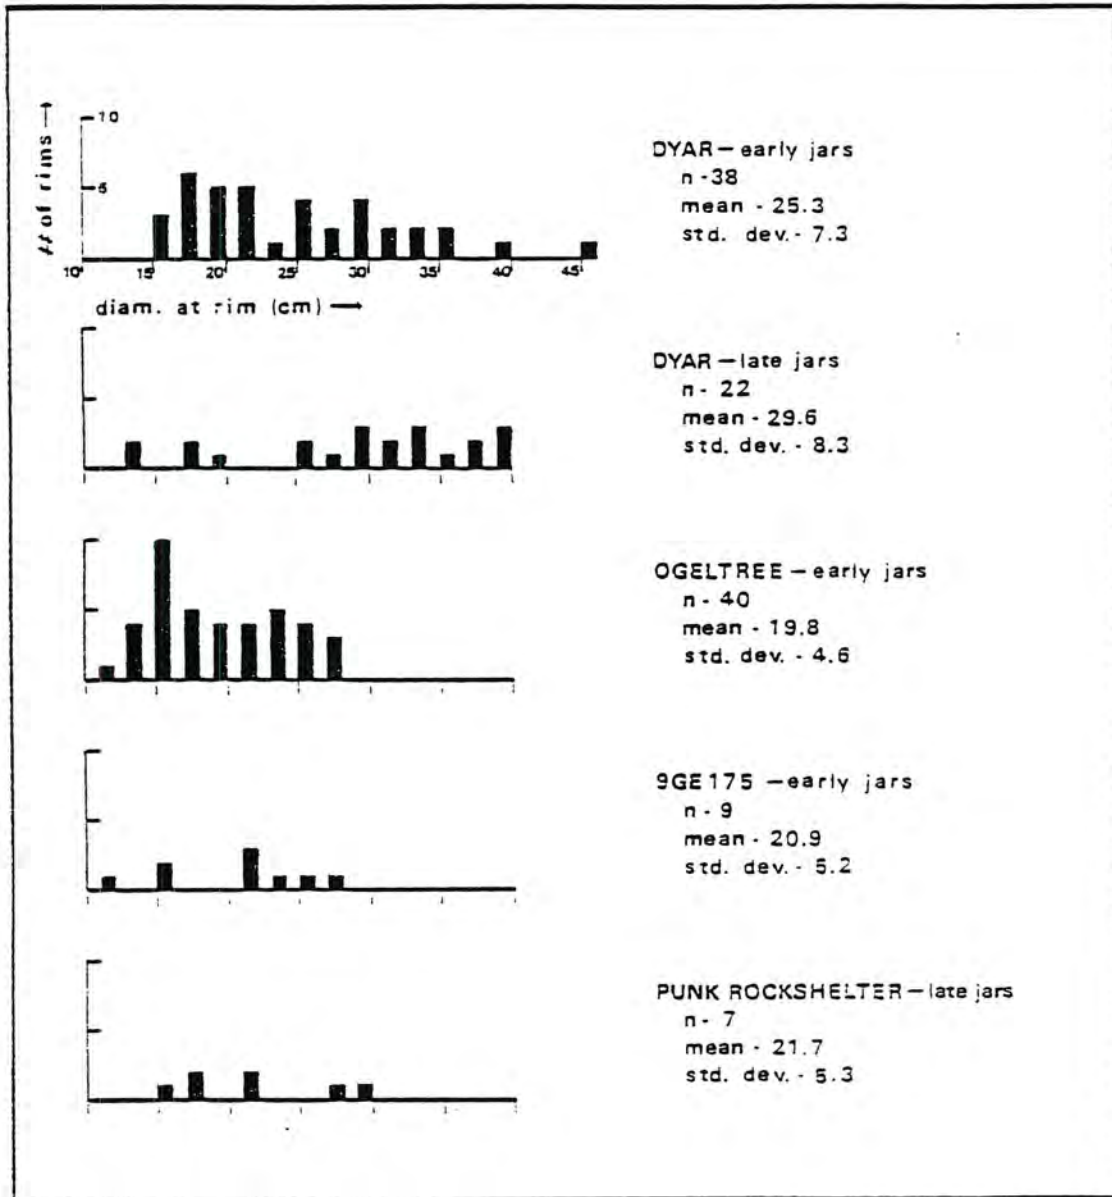 # of rims →
10
5
10 15 20 25 30 35 40 45
diam. at rim (cm) →
DYAR — early jars
n - 38
mean - 25.3
std. dev. - 7.3
DYAR — late jars
n - 22
mean - 29.6
std. dev. - 8.3
OGELTREE — early jars
n - 40
mean - 19.8
std. dev. - 4.6
9GE175 — early jars
n - 9
mean - 20.9
std. dev. - 5.2
PUNK ROCKSHELTER — late jars
n - 7
mean - 21.7
std. dev. - 5.3